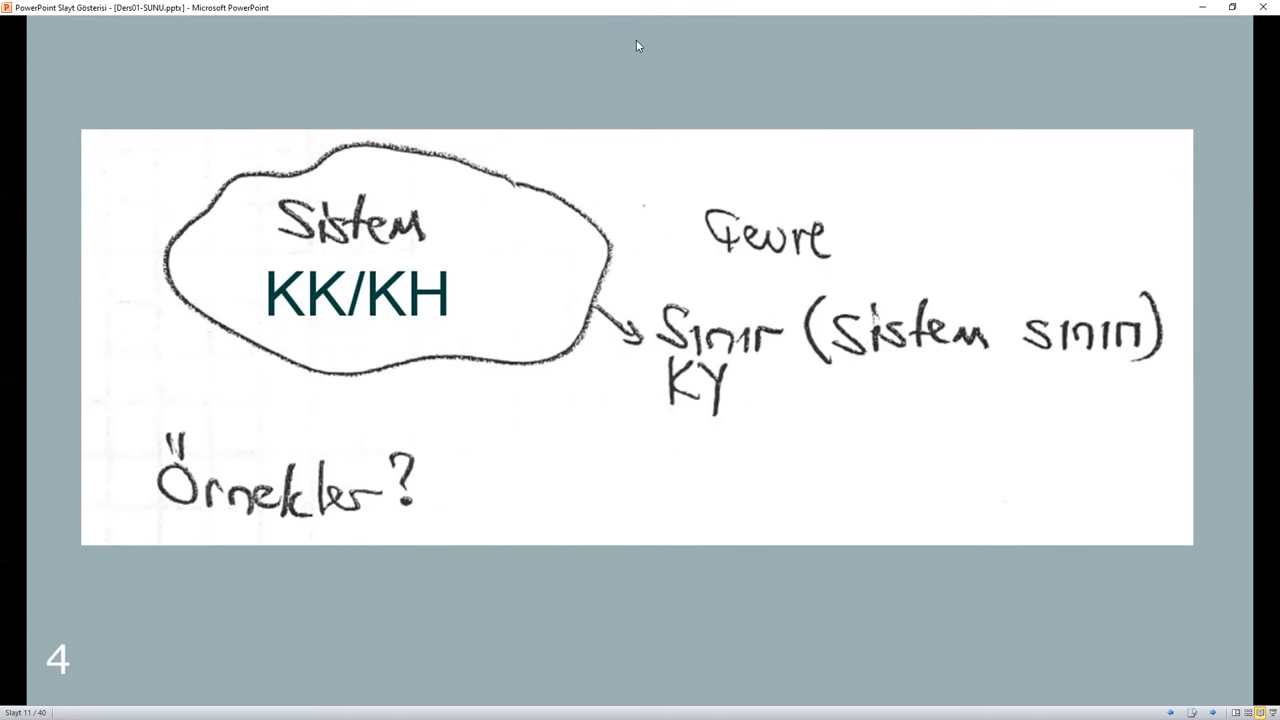 PowerPoint Slayt Gösterisi - [Ders01-SUNU.pptx] - Microsoft PowerPoint
Sistem
KK/KH
Çevre
Sınır (Sistem sınırı)
KY
Örnekler?
4
Slayt 11 / 40